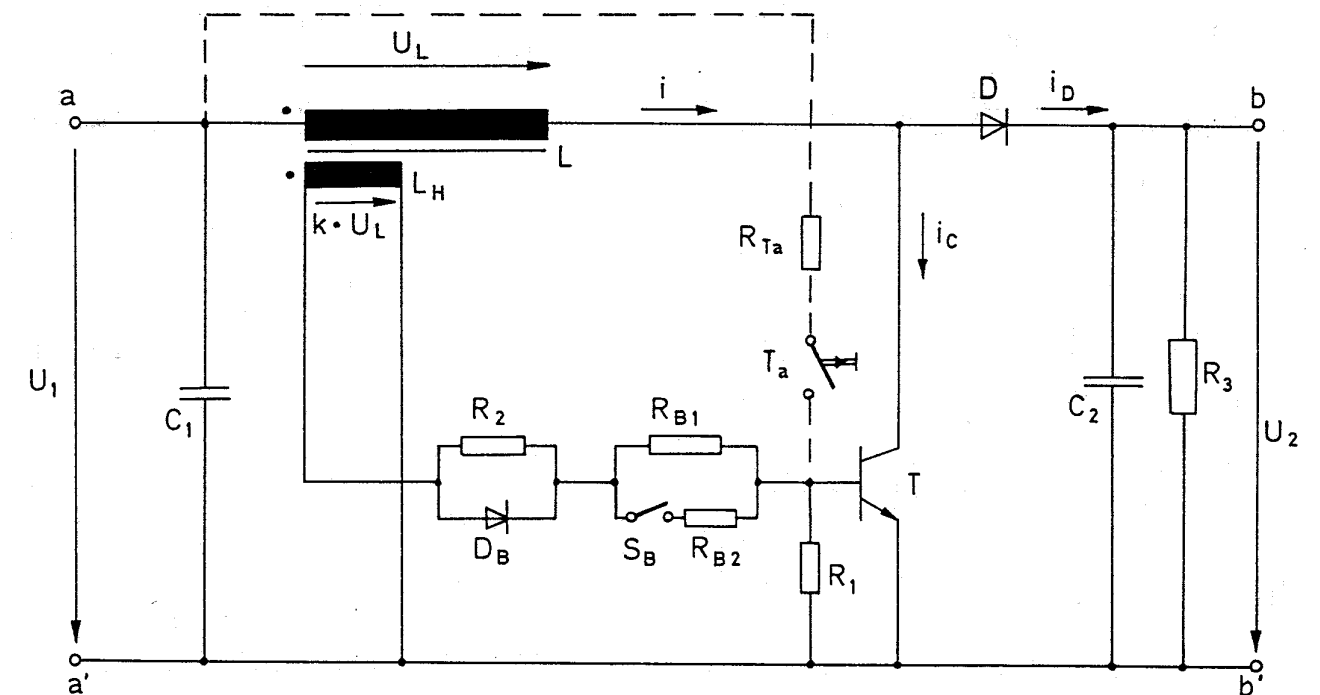 U_L
a
i
D
i_D
b
L
L_H
k · U_L
R_Ta
i_C
U_1
C_1
T_a
R_2
R_B1
C_2
R_3
U_2
T
D_B
S_B
R_B2
R_1
a'
b'